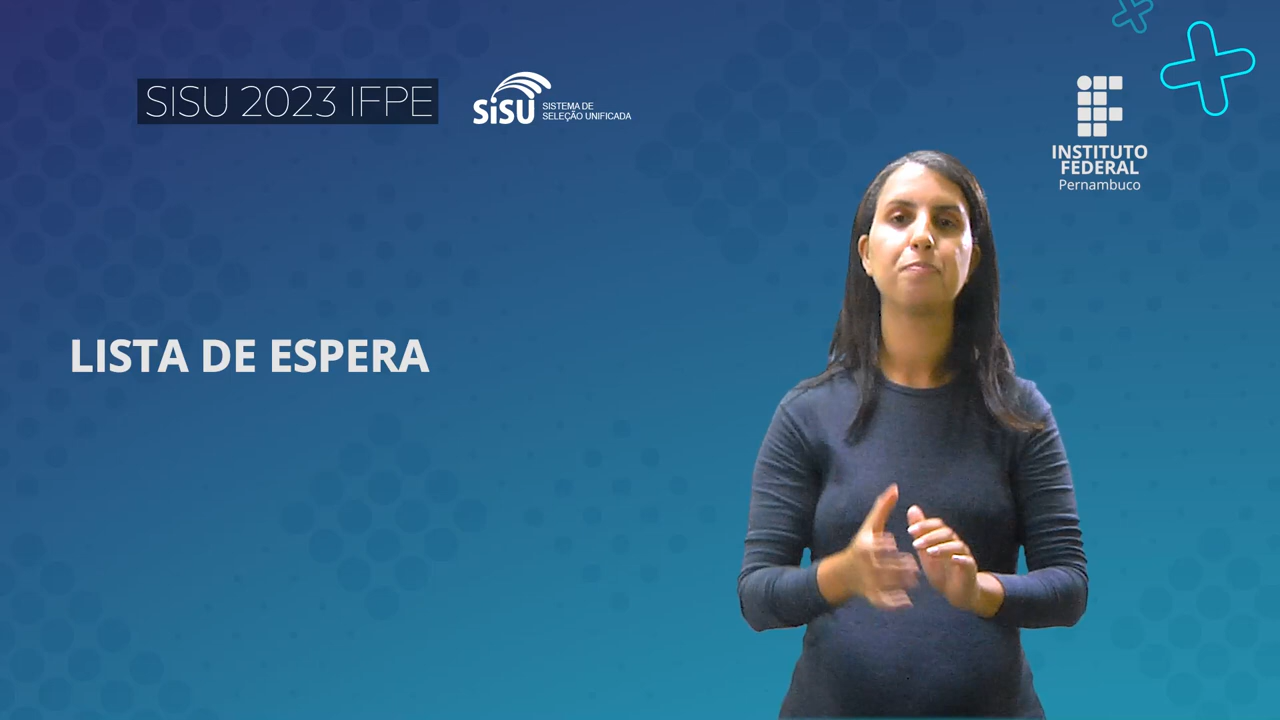 SISU 2023 IFPE
SiSU
SISTEMA DE
SELEÇÃO UNIFICADA
INSTITUTO
FEDERAL
Pernambuco
LISTA DE ESPERA